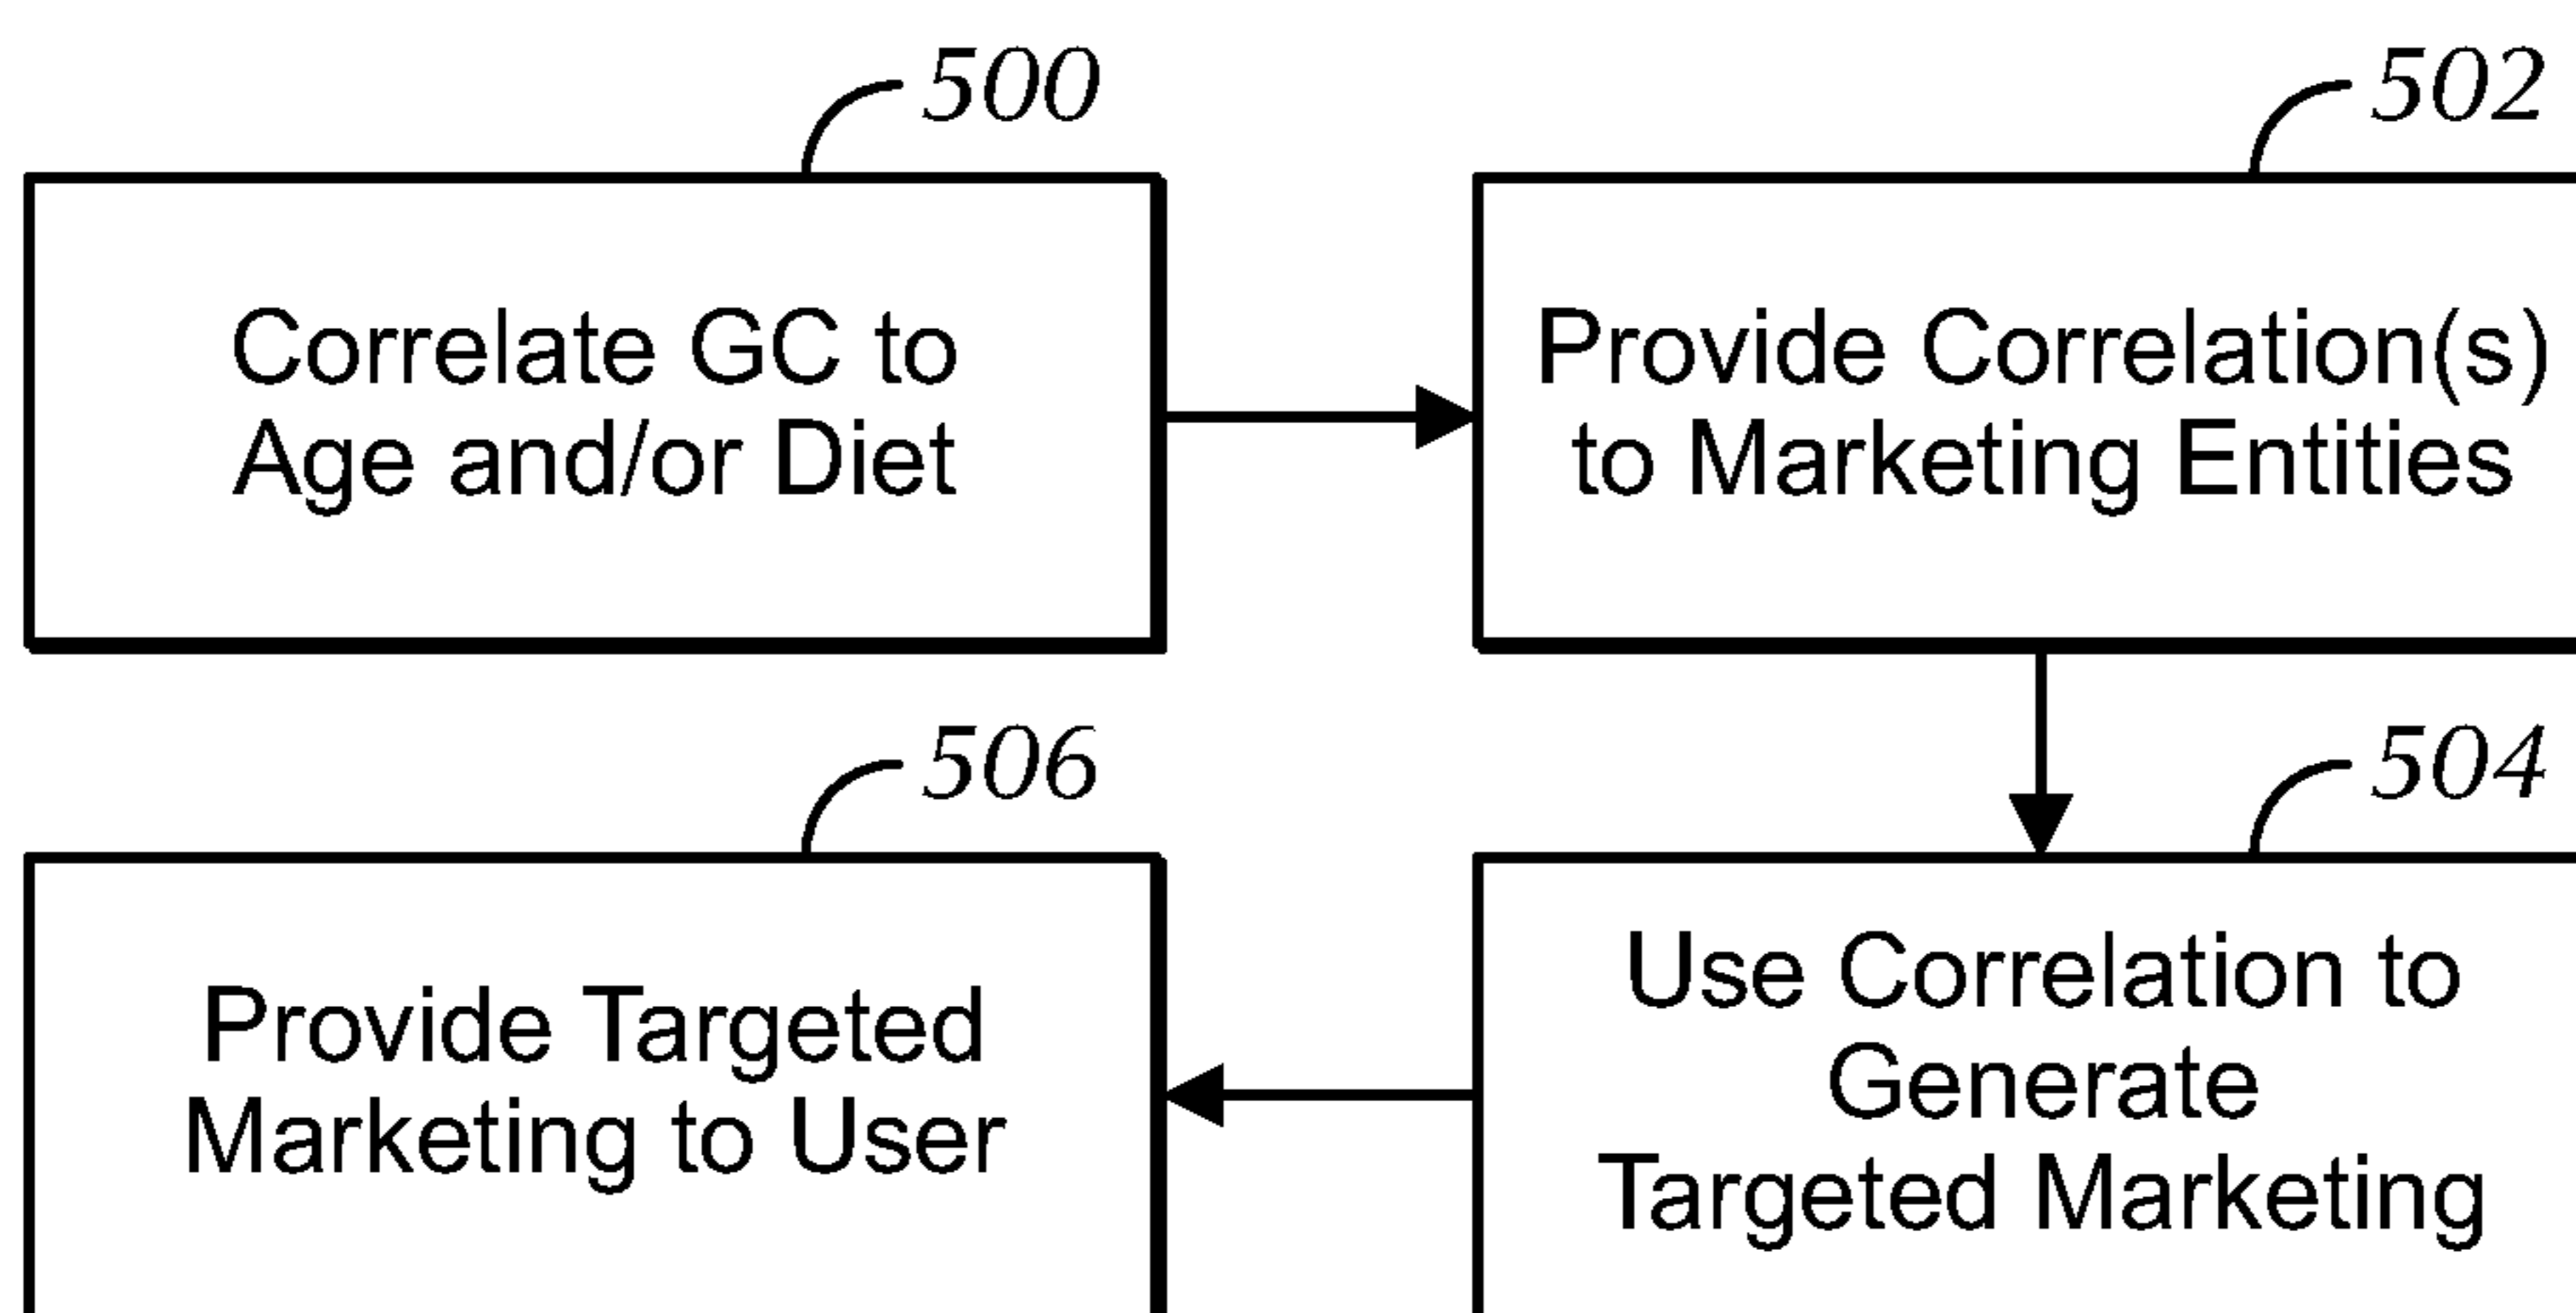 500
Correlate GC to
Age and/or Diet
502
Provide Correlation(s)
to Marketing Entities
504
Use Correlation to
Generate
Targeted Marketing
506
Provide Targeted
Marketing to User